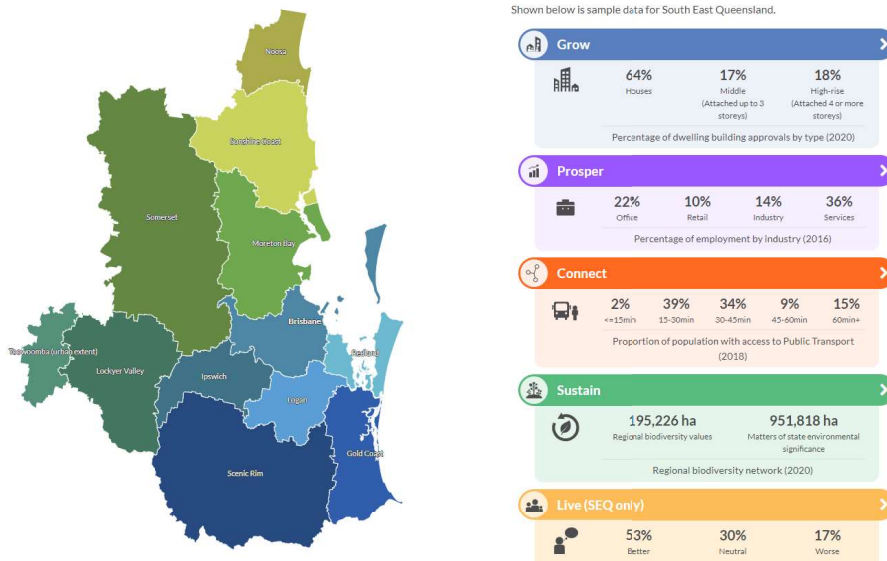 Noosa
Sunshine Coast
Somerset
Moreton Bay
Brisbane
Toowoomba (urban extent)
Redland
Lockyer Valley
Ipswich
Logan
Gold Coast
Scenic Rim
Shown below is sample data for South East Queensland.
Grow
64% 17% 18%
Houses Middle High-rise
(Attached up to 3 (Attached 4 or more
storeys) storeys)
Percentage of dwelling building approvals by type (2020)
Prosper
22% 10% 14% 36%
Office Retail Industry Services
Percentage of employment by industry (2016)
Connect
2% 39% 34% 9% 15%
<=15min 15-30min 30-45min 45-60min 60min+
Proportion of population with access to Public Transport
(2018)
Sustain
195,226 ha 951,818 ha
Regional biodiversity values Matters of state environmental
significance
Regional biodiversity network (2020)
Live (SEQ only)
53% 30% 17%
Better Neutral Worse